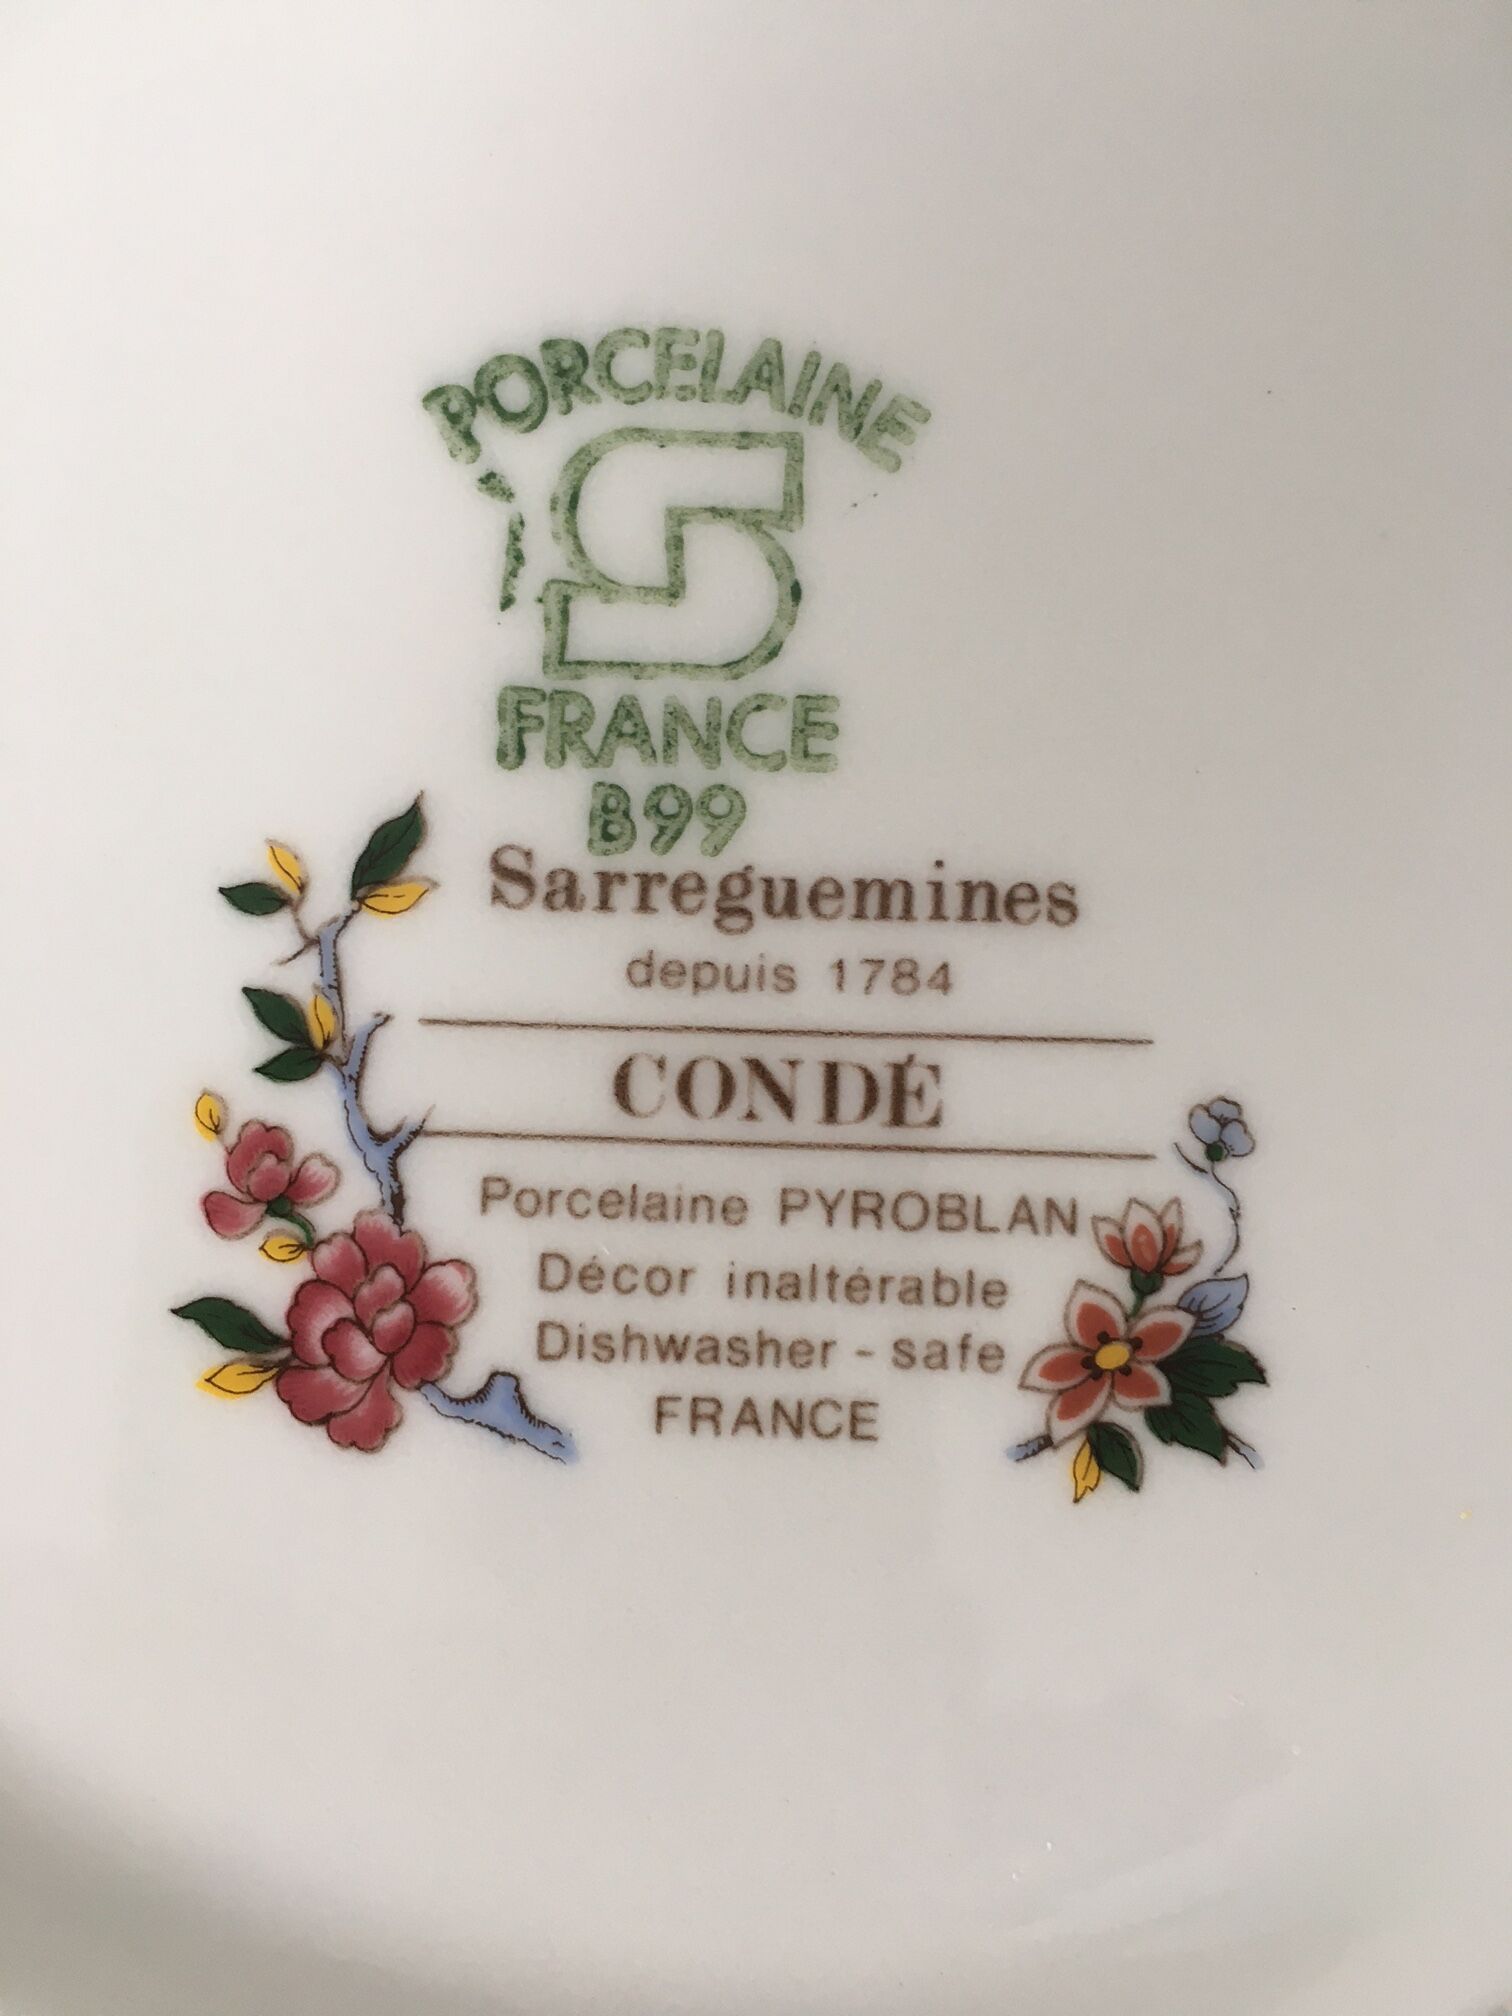 PORCELAINE
S
FRANCE
B99
Sarreguemines
depuis 1784
CONDÉ
Porcelaine PYROBLAN
Décor inaltérable
Dishwasher - safe
FRANCE